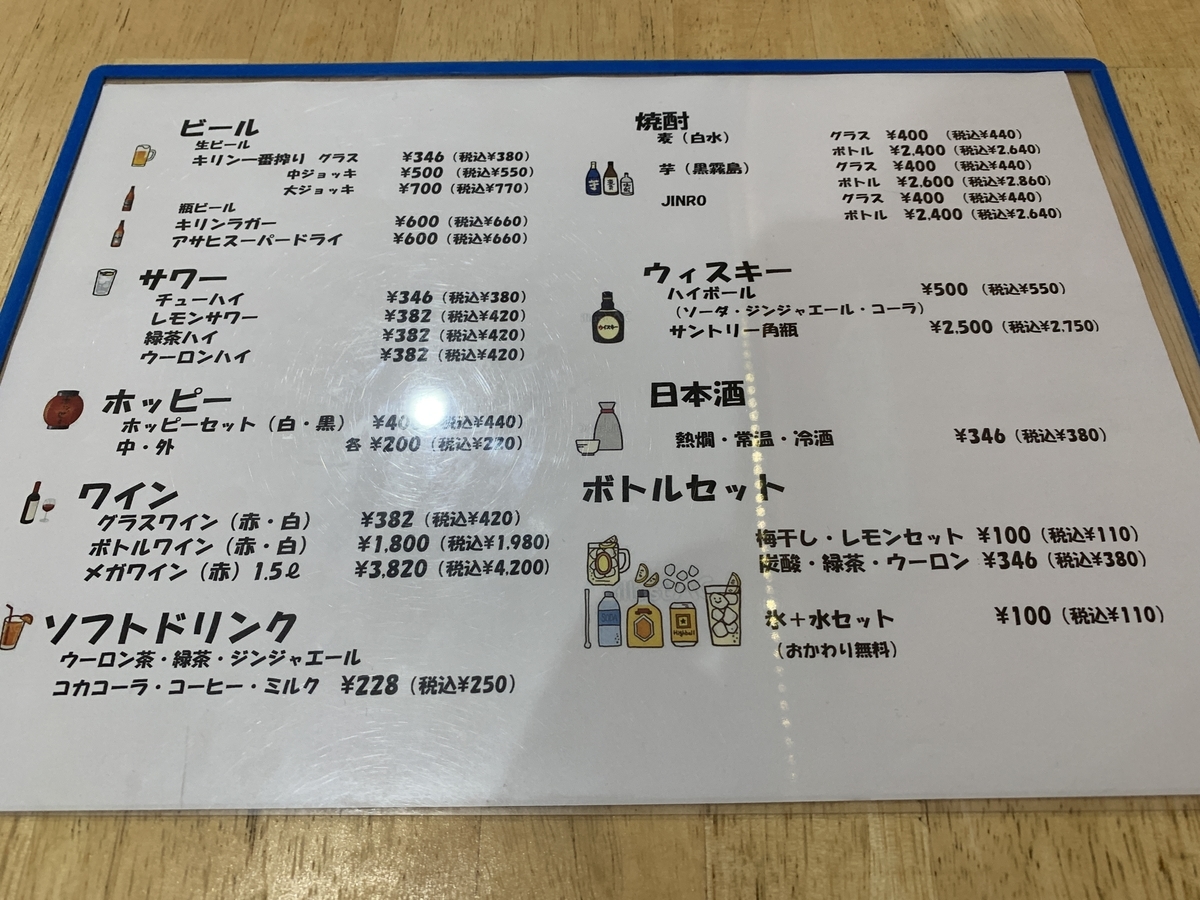 ビール
生ビール
キリン一番搾り グラス ¥346（税込¥380）
中ジョッキ ¥500（税込¥550）
大ジョッキ ¥700（税込¥770）
瓶ビール
キリンラガー ¥600（税込¥660）
アサヒスーパードライ ¥600（税込¥660）
サワー
チューハイ ¥346（税込¥380）
レモンサワー ¥382（税込¥420）
緑茶ハイ ¥382（税込¥420）
ウーロンハイ ¥382（税込¥420）
ホッピー
ホッピーセット（白・黒） （税込¥440）
中・外 各 ¥200（税込¥220）
ワイン
グラスワイン（赤・白） ¥382（税込¥420）
ボトルワイン（赤・白） ¥1,800（税込¥1,980）
メガワイン（赤）1.5ℓ ¥3,820（税込¥4,200）
ソフトドリンク
ウーロン茶・緑茶・ジンジャエール
コカコーラ・コーヒー・ミルク ¥228（税込¥250）
焼酎
麦（白水） グラス ¥400 （税込¥440）
ボトル ¥2,400（税込¥2,640）
芋（黒霧島） グラス ¥400 （税込¥440）
ボトル ¥2,600（税込¥2,860）
JINRO グラス ¥400 （税込¥440）
ボトル ¥2,400（税込¥2,640）
ウィスキー
ハイボール ¥500 （税込¥550）
（ソーダ・ジンジャエール・コーラ）
サントリー角瓶 ¥2,500（税込¥2,750）
ウイスキー
日本酒
熱燗・常温・冷酒 ¥346（税込¥380）
ボトルセット
梅干し・レモンセット ¥100（税込¥110）
炭酸・緑茶・ウーロン ¥346（税込¥380）
氷＋水セット ¥100（税込¥110）
（おかわり無料）
Highball